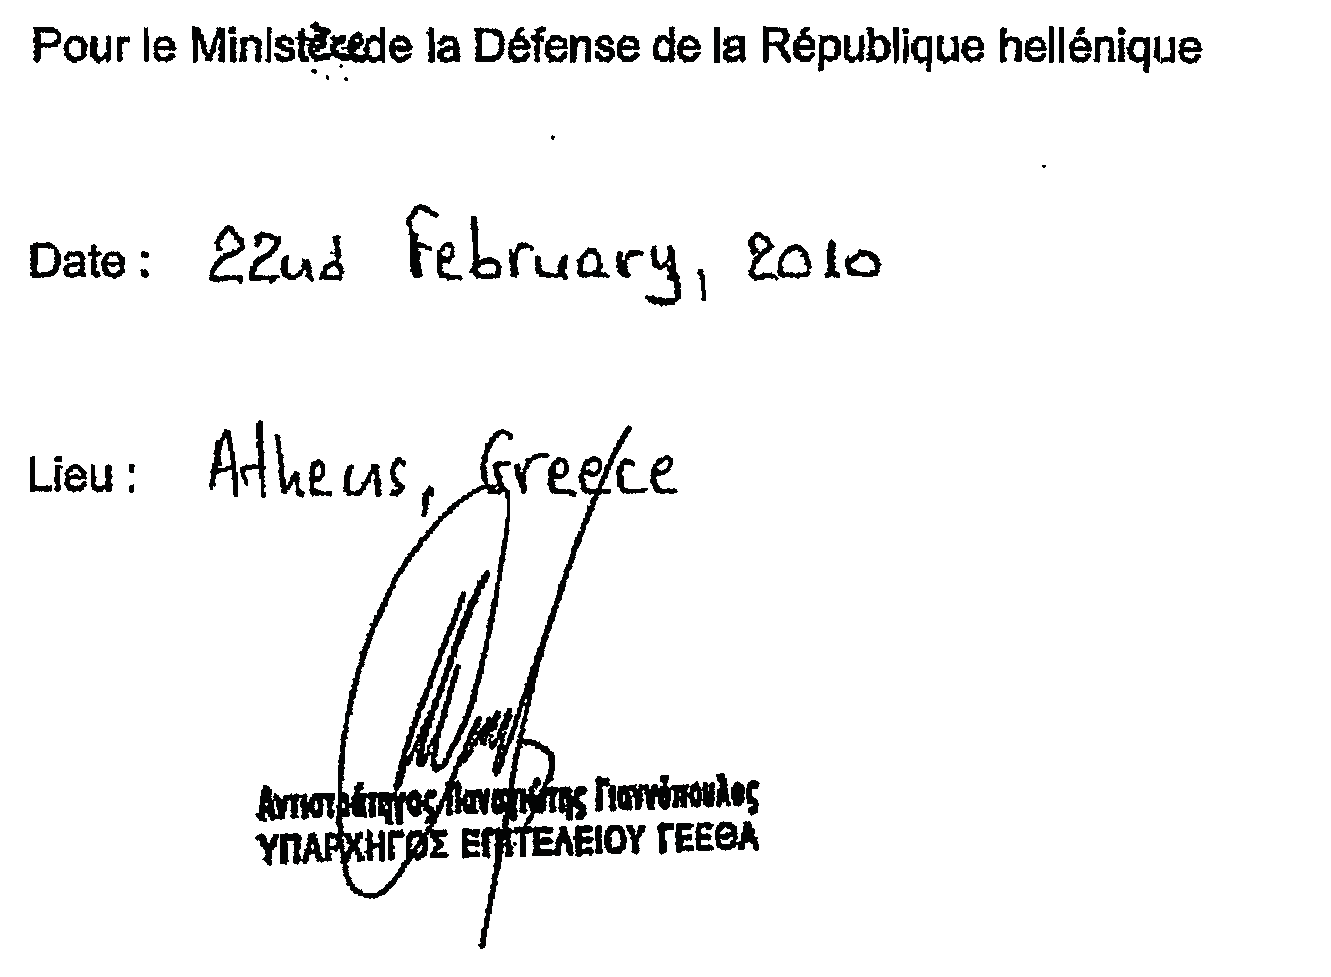 Pour le Ministère de la Défense de la République hellénique
Date : 22nd February, 2010
Lieu : Athens, Greece
Αντιστράτηγος Παναγιώτης Γιαννόπουλος
ΥΠΑΡΧΗΓΟΣ ΕΠΙΤΕΛΕΙΟΥ ΓΕΕΘΑ